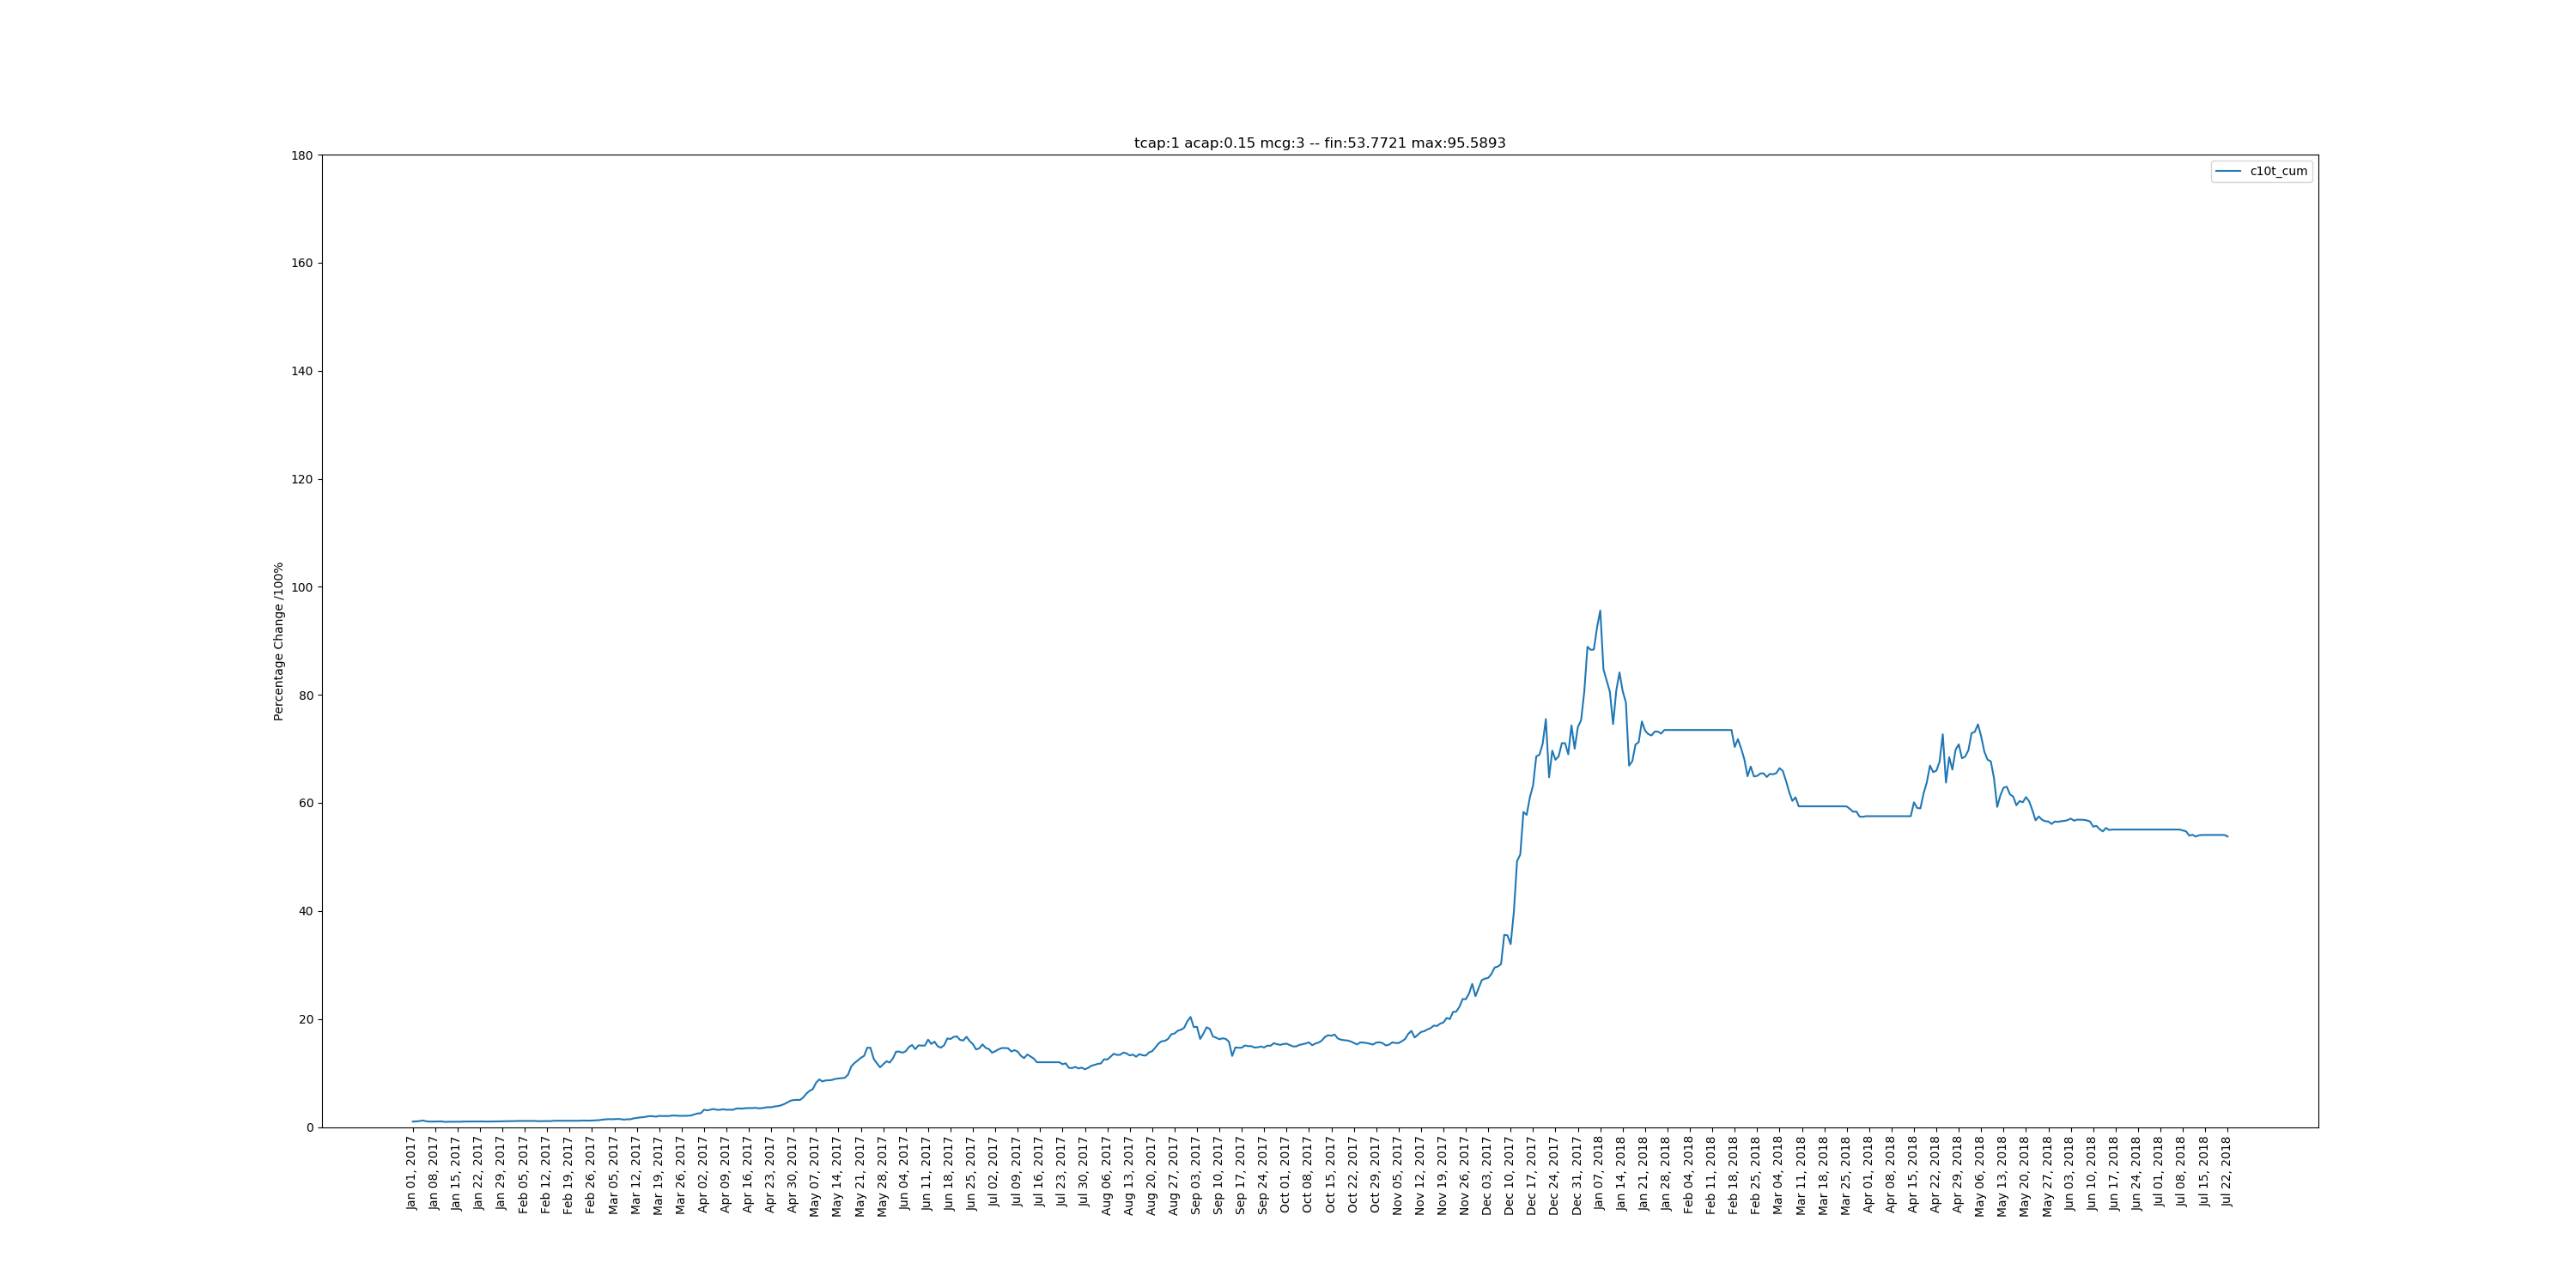 tcap:1 acap:0.15 mcg:3 -- fin:53.7721 max:95.5893
c10t_cum
Percentage Change /100%
180
160
140
120
100
80
60
40
20
0
Jan 01, 2017
Jan 08, 2017
Jan 15, 2017
Jan 22, 2017
Jan 29, 2017
Feb 05, 2017
Feb 12, 2017
Feb 19, 2017
Feb 26, 2017
Mar 05, 2017
Mar 12, 2017
Mar 19, 2017
Mar 26, 2017
Apr 02, 2017
Apr 09, 2017
Apr 16, 2017
Apr 23, 2017
Apr 30, 2017
May 07, 2017
May 14, 2017
May 21, 2017
May 28, 2017
Jun 04, 2017
Jun 11, 2017
Jun 18, 2017
Jun 25, 2017
Jul 02, 2017
Jul 09, 2017
Jul 16, 2017
Jul 23, 2017
Jul 30, 2017
Aug 06, 2017
Aug 13, 2017
Aug 20, 2017
Aug 27, 2017
Sep 03, 2017
Sep 10, 2017
Sep 17, 2017
Sep 24, 2017
Oct 01, 2017
Oct 08, 2017
Oct 15, 2017
Oct 22, 2017
Oct 29, 2017
Nov 05, 2017
Nov 12, 2017
Nov 19, 2017
Nov 26, 2017
Dec 03, 2017
Dec 10, 2017
Dec 17, 2017
Dec 24, 2017
Dec 31, 2017
Jan 07, 2018
Jan 14, 2018
Jan 21, 2018
Jan 28, 2018
Feb 04, 2018
Feb 11, 2018
Feb 18, 2018
Feb 25, 2018
Mar 04, 2018
Mar 11, 2018
Mar 18, 2018
Mar 25, 2018
Apr 01, 2018
Apr 08, 2018
Apr 15, 2018
Apr 22, 2018
Apr 29, 2018
May 06, 2018
May 13, 2018
May 20, 2018
May 27, 2018
Jun 03, 2018
Jun 10, 2018
Jun 17, 2018
Jun 24, 2018
Jul 01, 2018
Jul 08, 2018
Jul 15, 2018
Jul 22, 2018